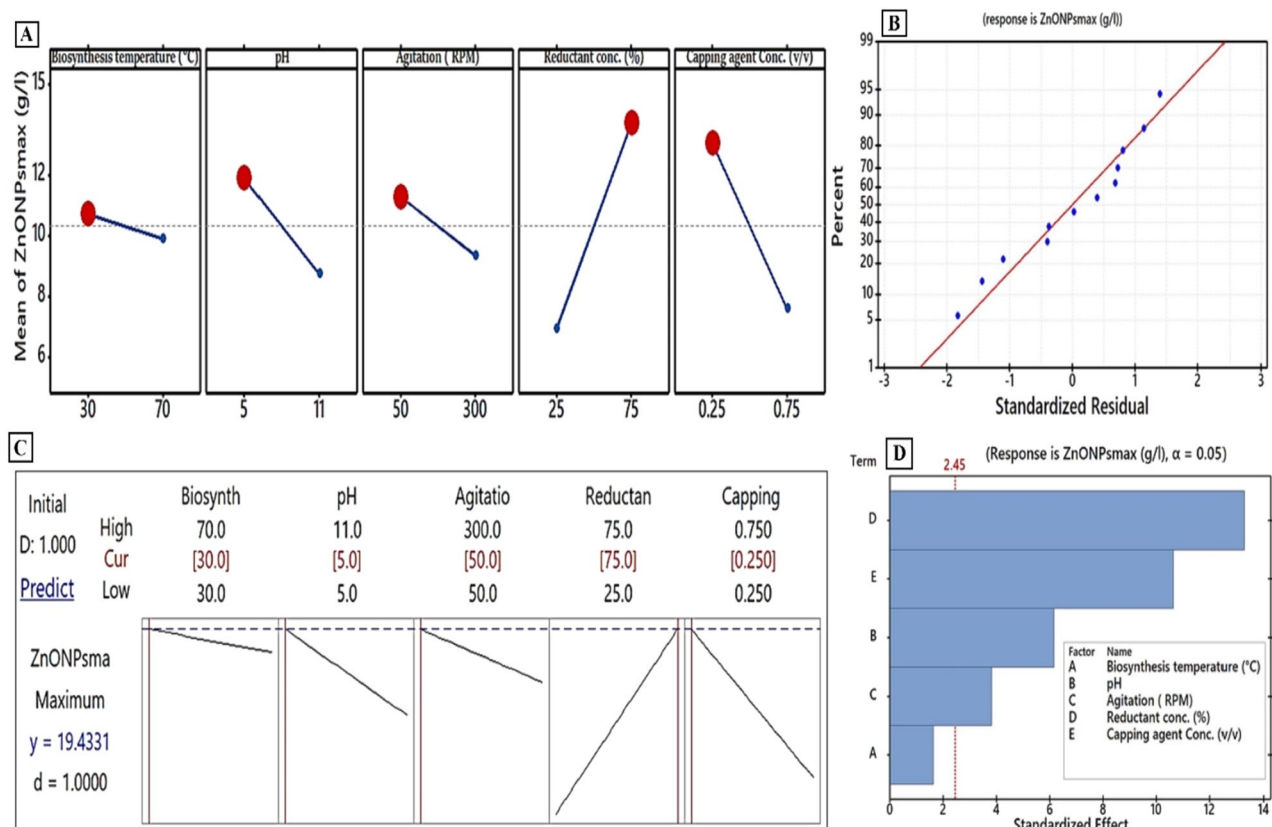 A
Biosynthesis temperature (°C) pH Agitation ( RPM) Reductant conc. (%) Capping agent Conc. (v/v)
Mean of ZnONPsmax (g/l)
15
12
10
8
6
30 70 5 11 50 300 25 75 0.25 0.75
B
(response is ZnONPsmax (g/l))
Percent
99
95
90
80
70
60
50
40
30
20
10
5
1
-3 -2 -1 0 1 2 3
Standardized Residual
C
Initial Biosynth pH Agitatio Reductan Capping
High 70.0 11.0 300.0 75.0 0.750
D: 1.000 Cur [30.0] [5.0] [50.0] [75.0] [0.250]
Predict Low 30.0 5.0 50.0 25.0 0.250
ZnONPsma
Maximum
y = 19.4331
d = 1.0000
D
(Response is ZnONPsmax (g/l), α = 0.05)
Term
2.45
D
E
B
C
A
Factor Name
A Biosynthesis temperature (°C)
B pH
C Agitation ( RPM)
D Reductant conc. (%)
E Capping agent Conc. (v/v)
0 2 4 6 8 10 12 14
Standardized Effect